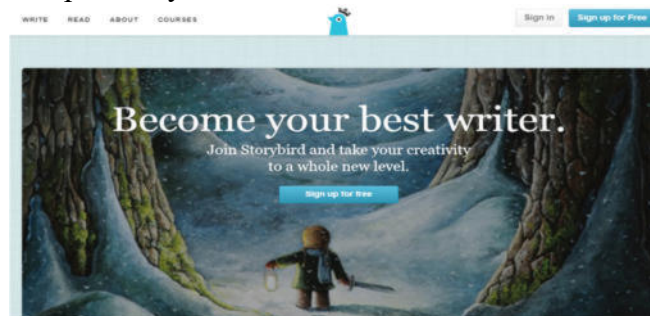 WRITE READ ABOUT COURSES Sign in Sign up for Free
Become your best writer.
Join Storybird and take your creativity
to a whole new level.
Sign up for free